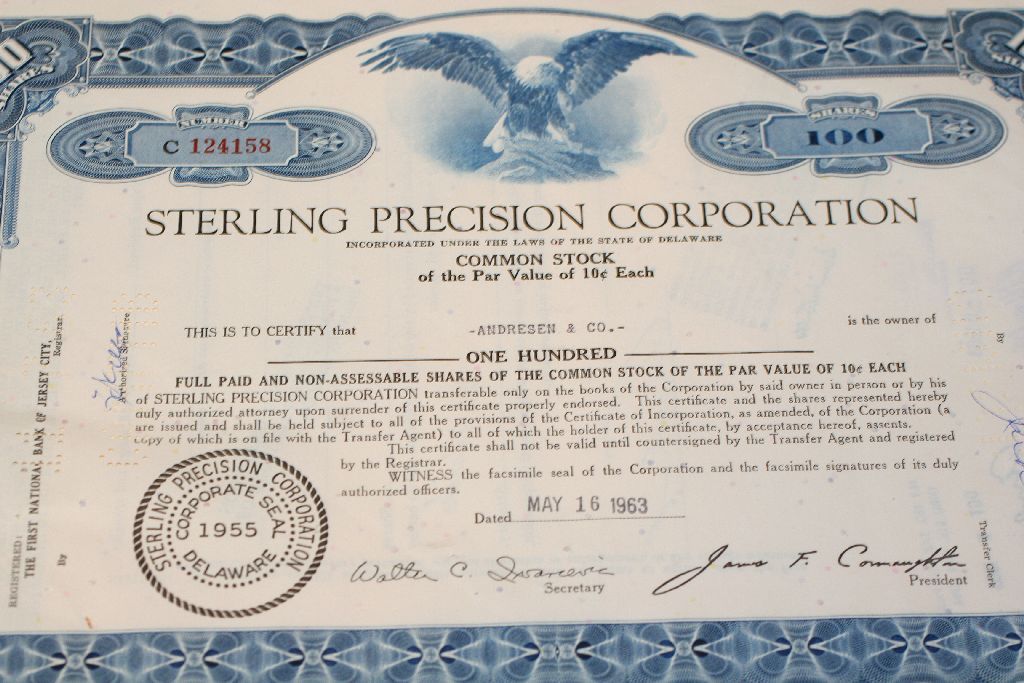 NUMBER
C 124158
SHARES
100
STERLING PRECISION CORPORATION
INCORPORATED UNDER THE LAWS OF THE STATE OF DELAWARE
COMMON STOCK
of the Par Value of 10¢ Each
THIS IS TO CERTIFY that -ANDRESEN & CO.- is the owner of
ONE HUNDRED
FULL PAID AND NON-ASSESSABLE SHARES OF THE COMMON STOCK OF THE PAR VALUE OF 10¢ EACH
of STERLING PRECISION CORPORATION transferable only on the books of the Corporation by said owner in person or by his
duly authorized attorney upon surrender of this certificate properly endorsed. This certificate and the shares represented hereby
are issued and shall be held subject to all of the provisions of the Certificate of Incorporation, as amended, of the Corporation (a
copy of which is on file with the Transfer Agent) to all of which the holder of this certificate, by acceptance hereof, assents.
This certificate shall not be valid until countersigned by the Transfer Agent and registered
by the Registrar.
WITNESS the facsimile seal of the Corporation and the facsimile signatures of its duly
authorized officers.
Dated MAY 16 1963
STERLING PRECISION CORPORATION
CORPORATE SEAL
1955
DELAWARE
Walter C.
Secretary
James F. Connaughton
President
REGISTERED:
THE FIRST NATIONAL BANK OF JERSEY CITY,
Registrar.
By
Authorized Signature
By
Transfer Clerk